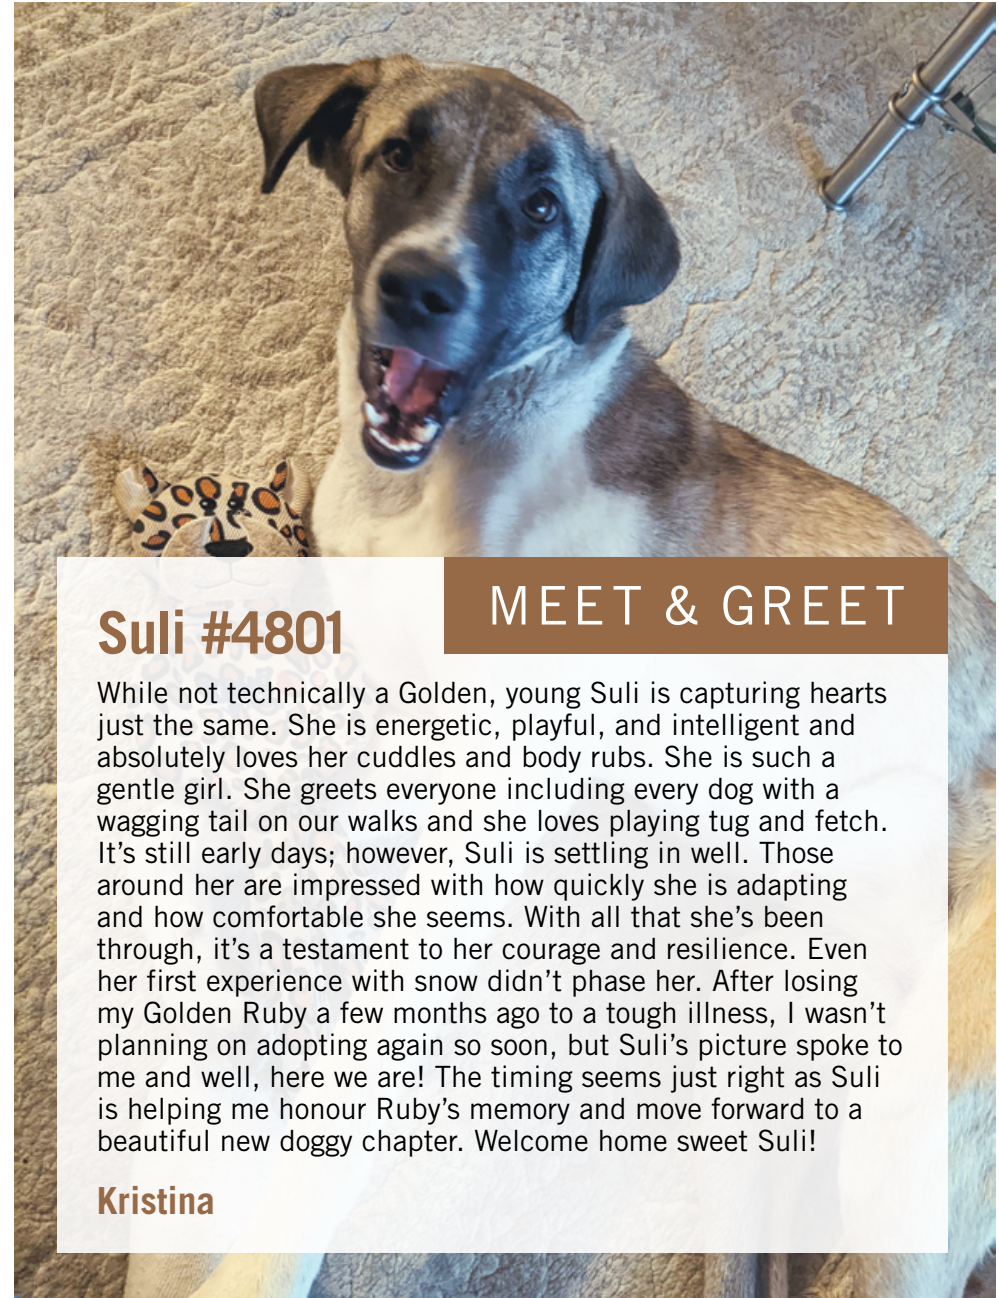 MEET & GREET
Suli #4801
While not technically a Golden, young Suli is capturing hearts
just the same. She is energetic, playful, and intelligent and
absolutely loves her cuddles and body rubs. She is such a
gentle girl. She greets everyone including every dog with a
wagging tail on our walks and she loves playing tug and fetch.
It's still early days; however, Suli is settling in well. Those
around her are impressed with how quickly she is adapting
and how comfortable she seems. With all that she's been
through, it's a testament to her courage and resilience. Even
her first experience with snow didn't phase her. After losing
my Golden Ruby a few months ago to a tough illness, I wasn't
planning on adopting again so soon, but Suli's picture spoke to
me and well, here we are! The timing seems just right as Suli
is helping me honour Ruby's memory and move forward to a
beautiful new doggy chapter. Welcome home sweet Suli!
Kristina